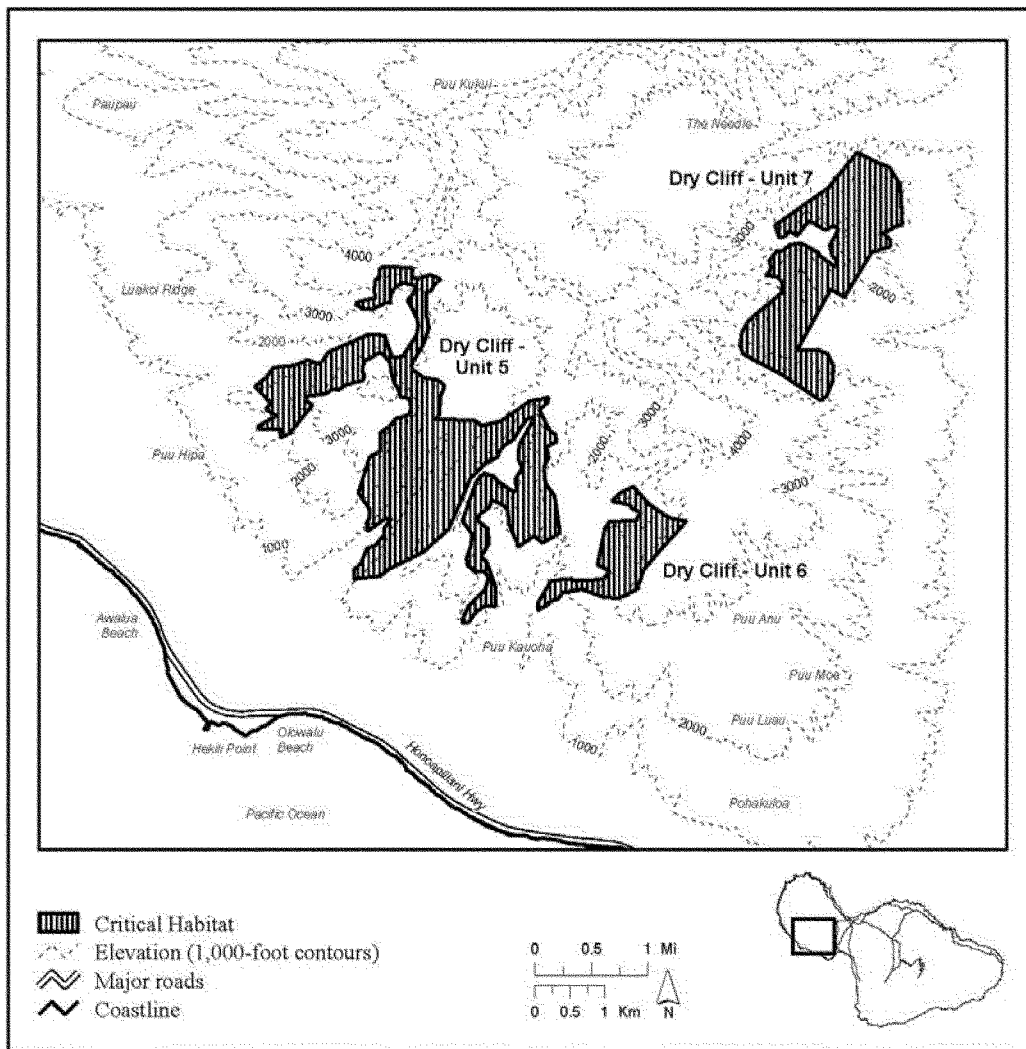 Puu Kukui
Paupau
The Needle
Dry Cliff - Unit 7
3000
4000
Luakoi Ridge
2000
3000
2000
Dry Cliff -
Unit 5
Puu Hipa
3000
2000
3000
2000
4000
3000
1000
Dry Cliff - Unit 6
Awalua
Beach
Puu Anu
Puu Kauoha
Puu Moe
Puu Luau
2000
1000
Hekili Point
Olowalu
Beach
Honoapiilani Hwy
Pohakuloa
Pacific Ocean
Critical Habitat
Elevation (1,000-foot contours)
Major roads
Coastline
0 0.5 1 Mi
0 0.5 1 Km
N